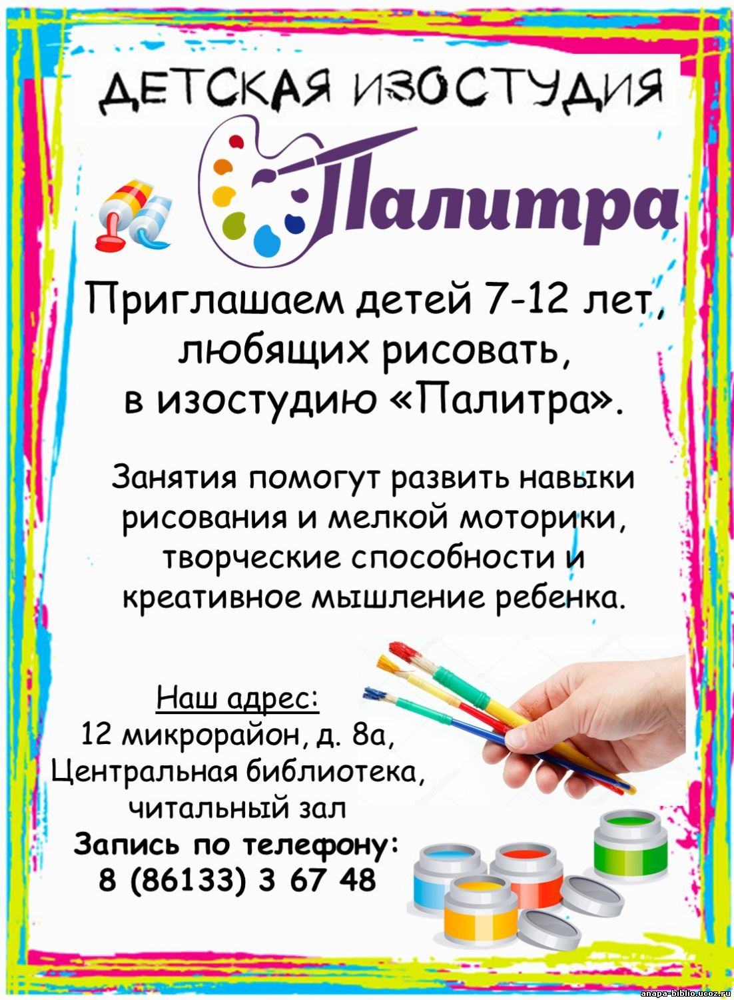 ДЕТСКАЯ ИЗОСТУДИЯ
Палитра
Приглашаем детей 7-12 лет,
любящих рисовать,
в изостудию «Палитра».
Занятия помогут развить навыки
рисования и мелкой моторики,
творческие способности и
креативное мышление ребенка.
Наш адрес:
12 микрорайон, д. 8а,
Центральная библиотека,
читальный зал
Запись по телефону:
8 (86133) 3 67 48
anapa-biblio.ucoz.ru